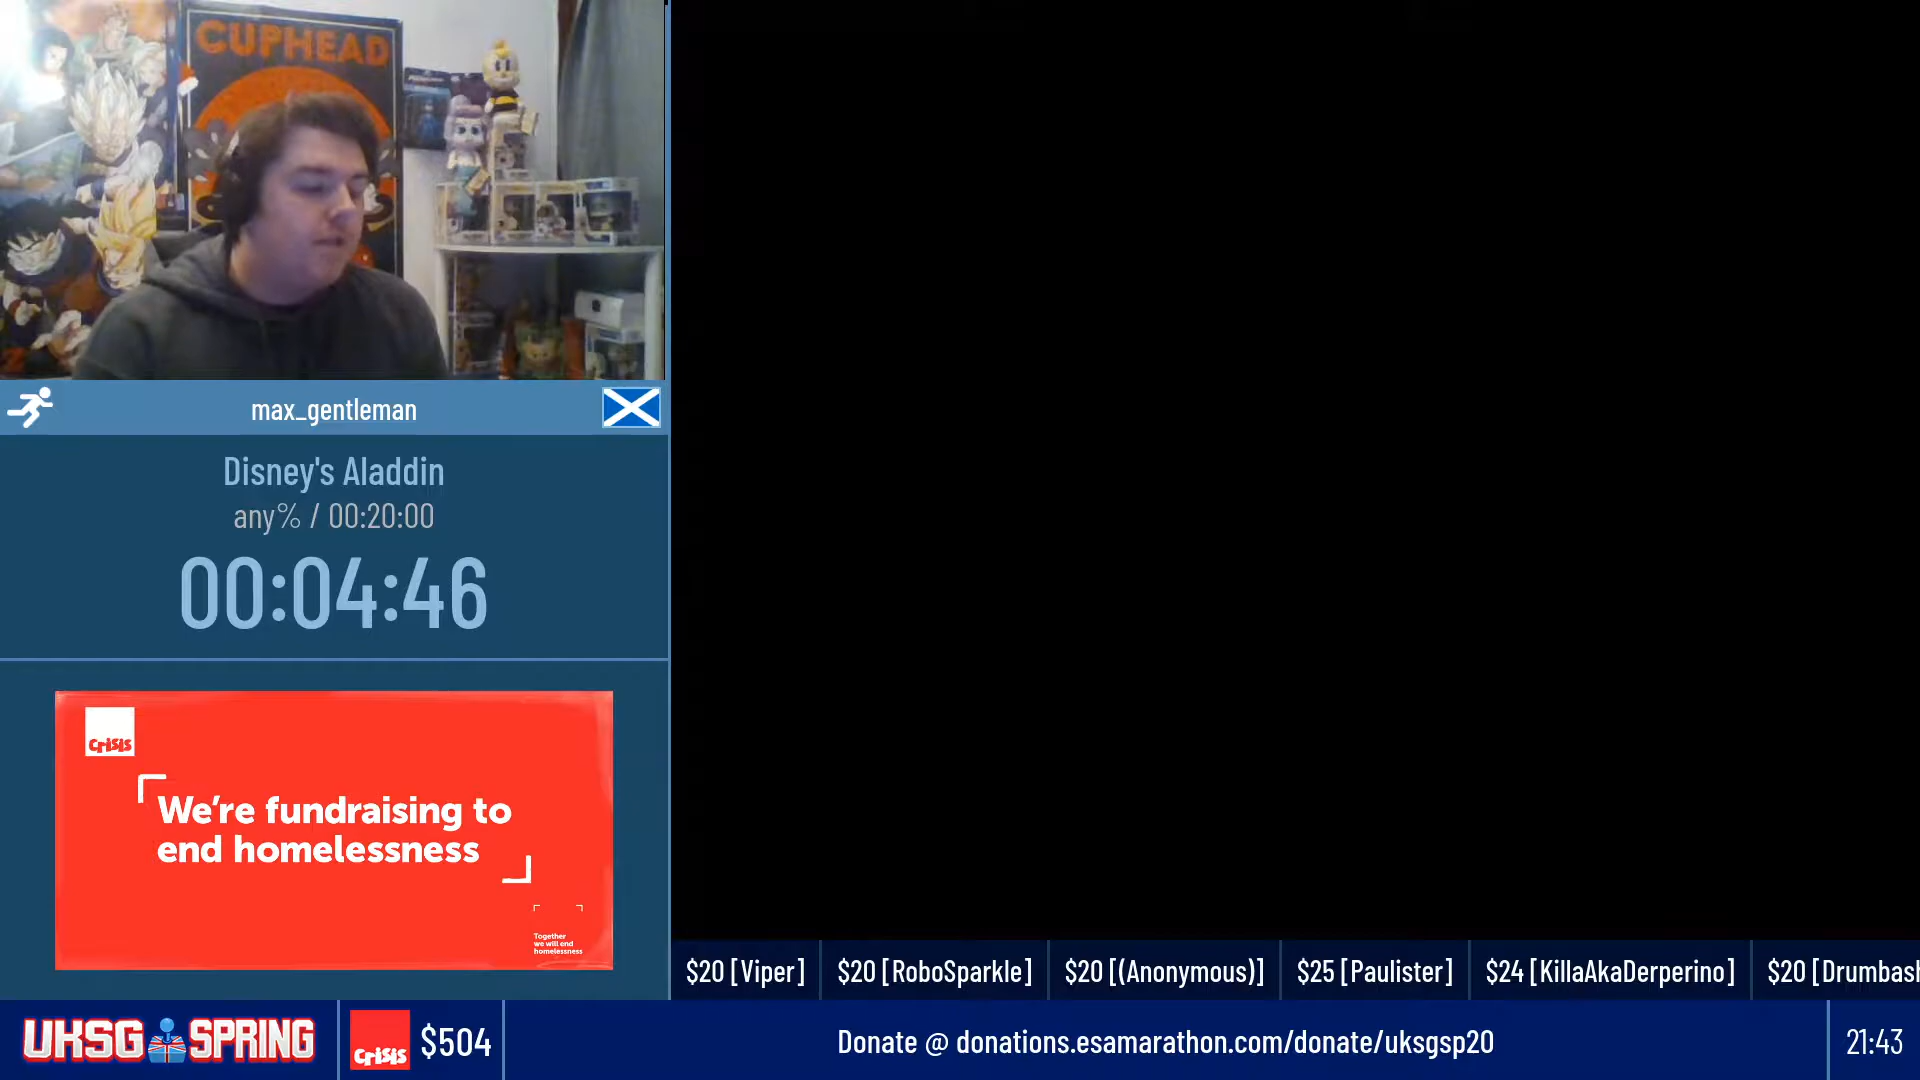 CUPHEAD
max_gentleman
Disney's Aladdin
any% / 00:20:00
00:04:46
crisis
We're fundraising to
end homelessness
Together
we will end
homelessness
$20 [Viper]
$20 [RoboSparkle]
$20 [(Anonymous)]
$25 [Paulister]
$24 [KillaAkaDerperino]
$20 [Drumbash
UKSG SPRING
crisis
$504
Donate @ donations.esamarathon.com/donate/uksgsp20
21:43